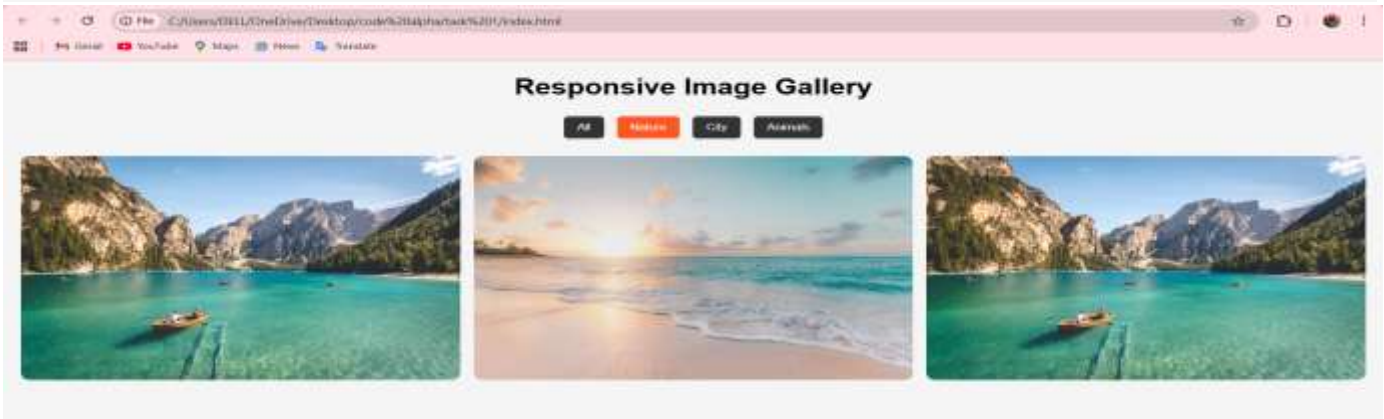 File C:/Users/DELL/OneDrive/Desktop/code%20alpha/task%201/index.html
Gmail YouTube Maps News Translate
Responsive Image Gallery
All Nature City Animals